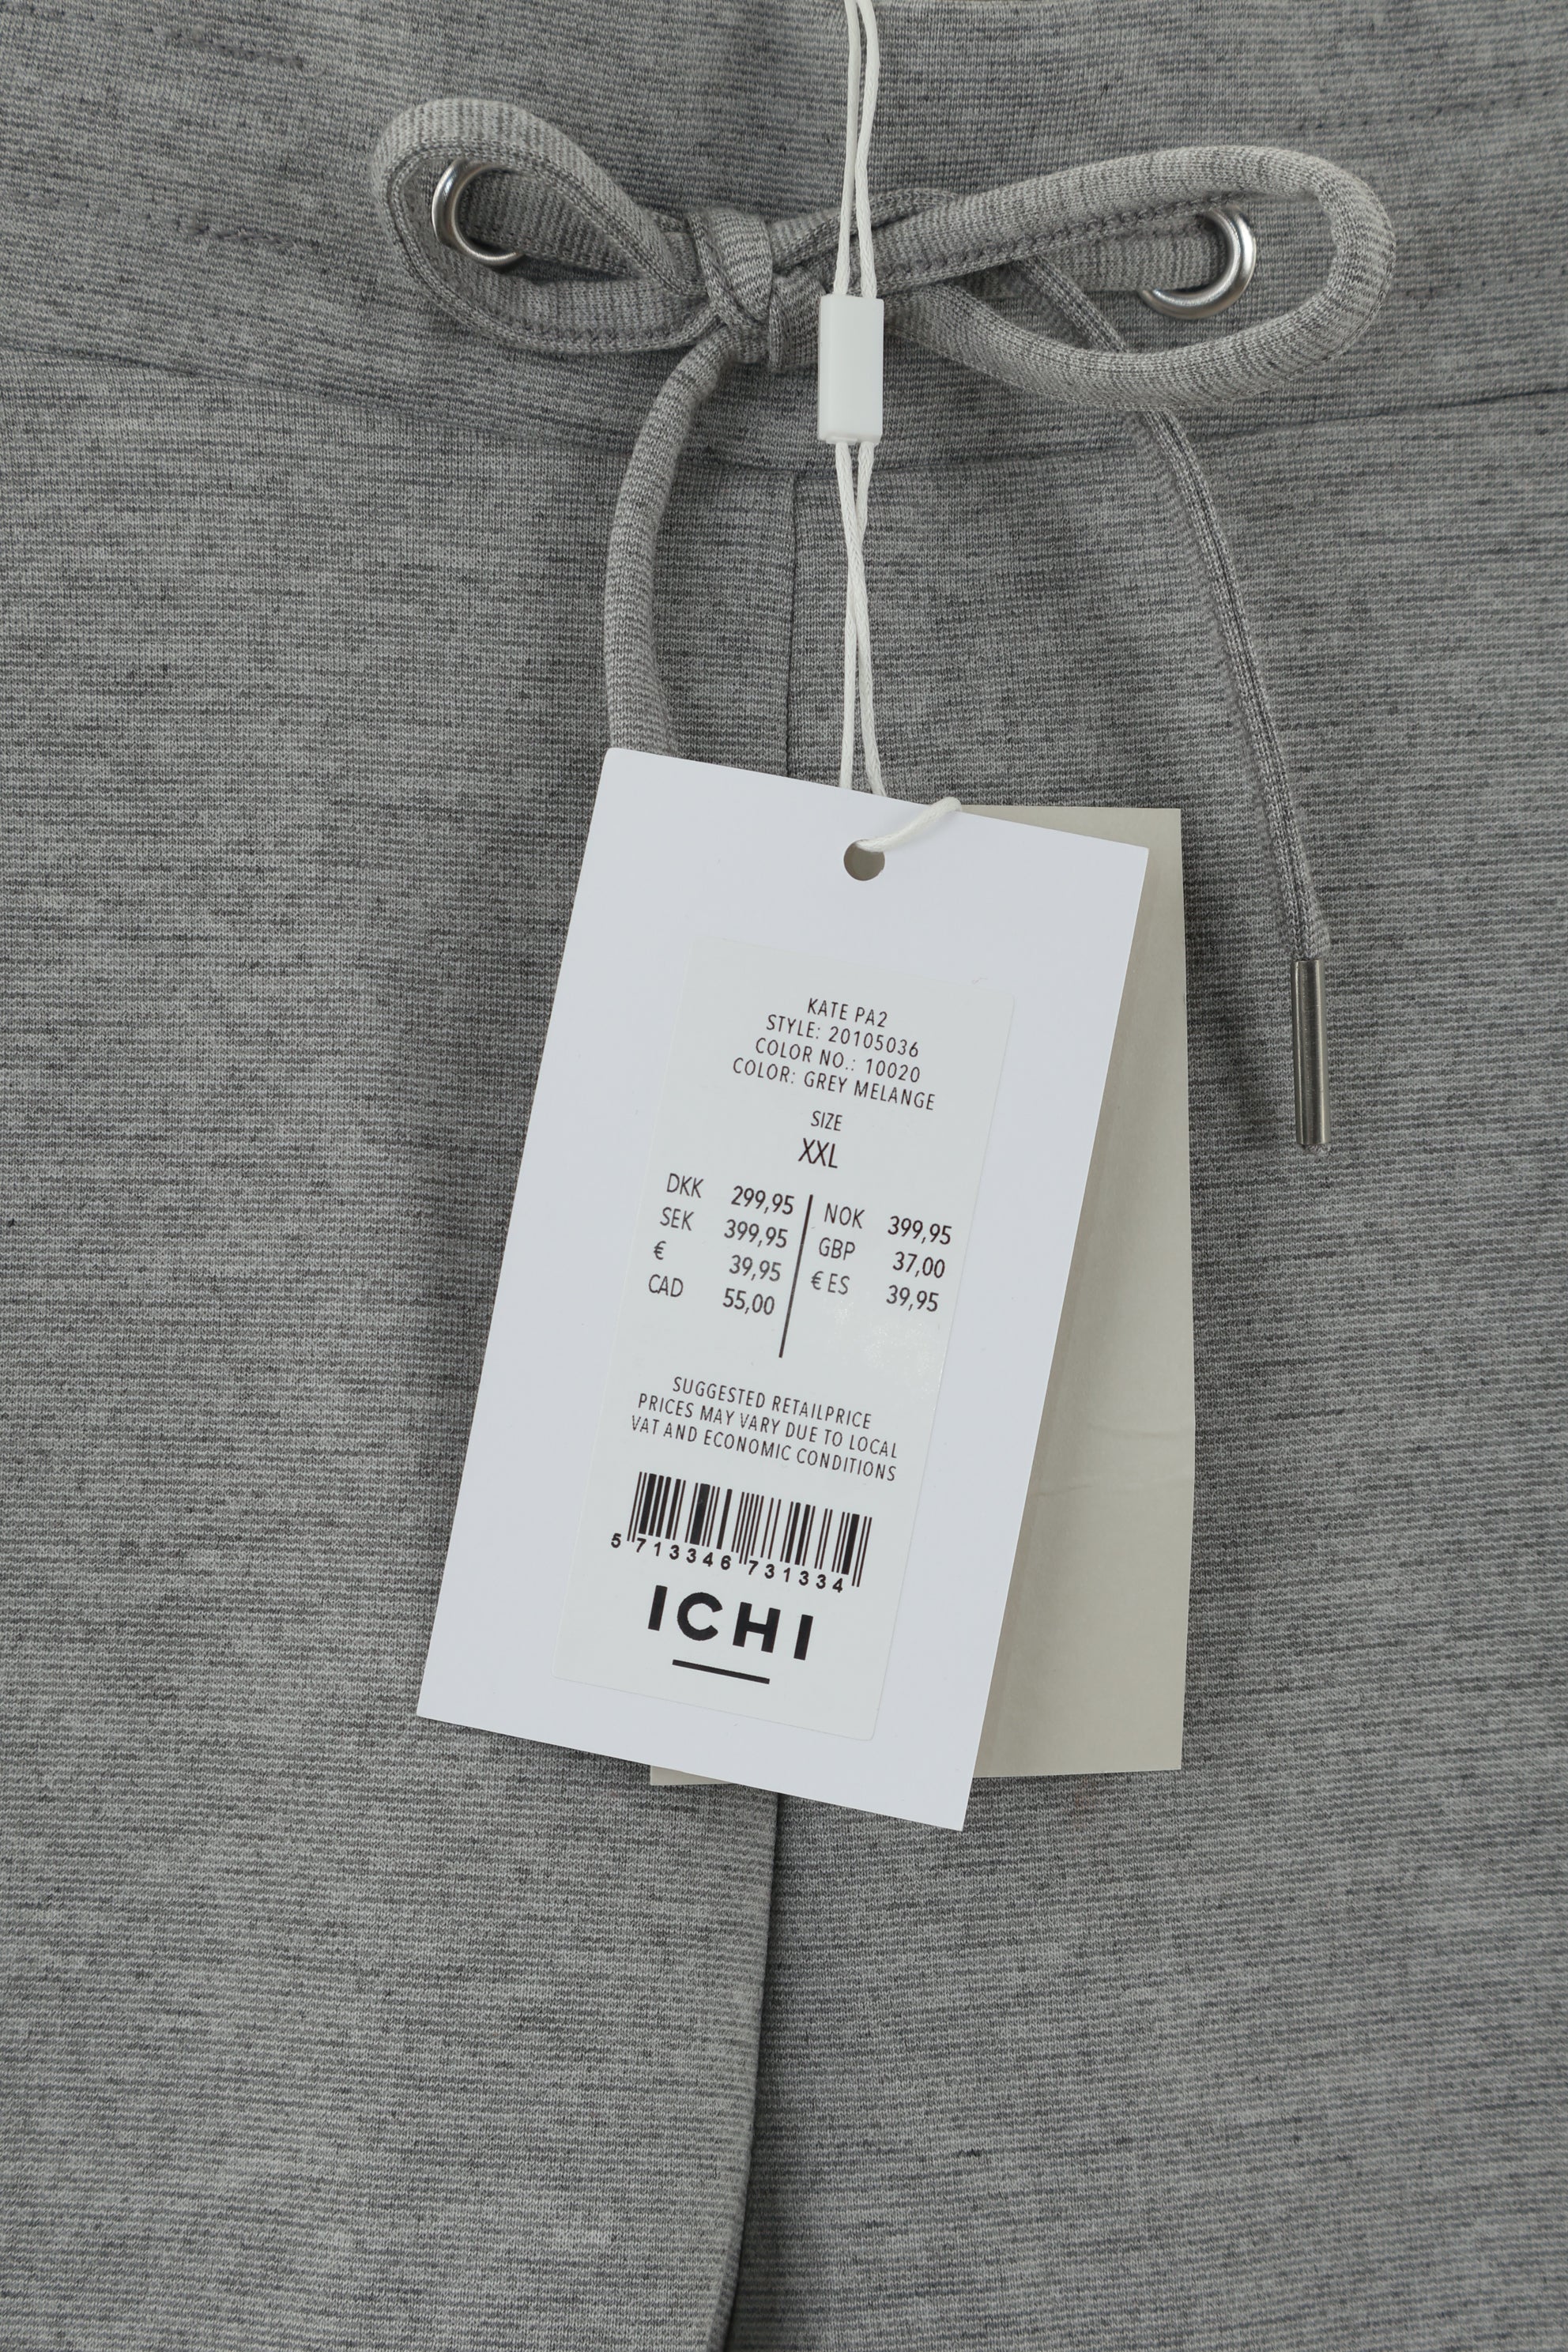 KATE PA2
STYLE: 20105036
COLOR NO.: 10020
COLOR: GREY MELANGE
SIZE
XXL
DKK 299,95
SEK 399,95
€ 39,95
CAD 55,00
NOK 399,95
GBP 37,00
€ ES 39,95
SUGGESTED RETAILPRICE
PRICES MAY VARY DUE TO LOCAL
VAT AND ECONOMIC CONDITIONS
5 713346 731334
ICHI